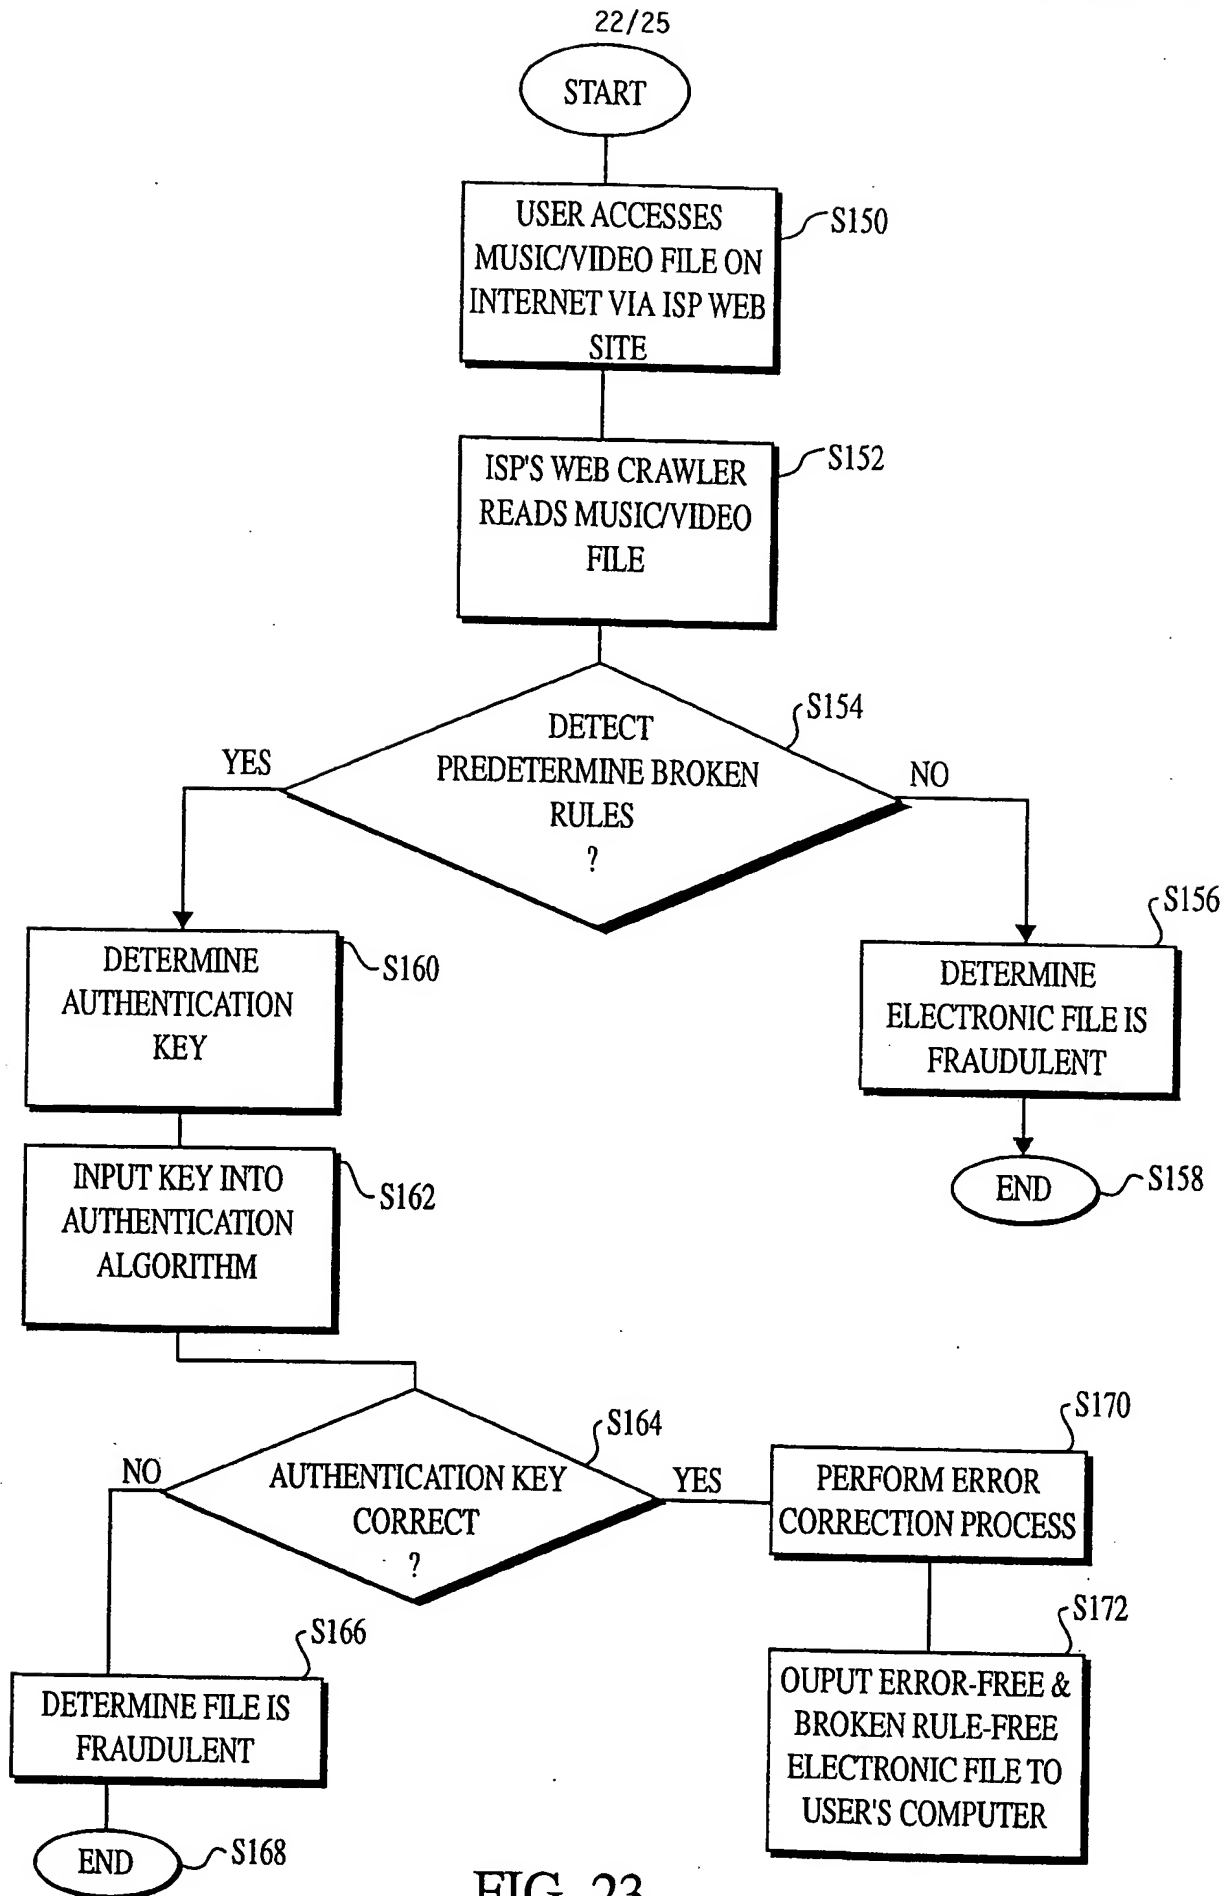 22/25
START
USER ACCESSES
MUSIC/VIDEO FILE ON
INTERNET VIA ISP WEB
SITE
S150
ISP'S WEB CRAWLER
READS MUSIC/VIDEO
FILE
S152
DETECT
PREDETERMINE BROKEN
RULES
?
S154
YES
NO
DETERMINE
AUTHENTICATION
KEY
S160
DETERMINE
ELECTRONIC FILE IS
FRAUDULENT
S156
INPUT KEY INTO
AUTHENTICATION
ALGORITHM
S162
END
S158
AUTHENTICATION KEY
CORRECT
?
S164
NO
YES
PERFORM ERROR
CORRECTION PROCESS
S170
DETERMINE FILE IS
FRAUDULENT
S166
OUPUT ERROR-FREE &
BROKEN RULE-FREE
ELECTRONIC FILE TO
USER'S COMPUTER
S172
END
S168
FIG. 23